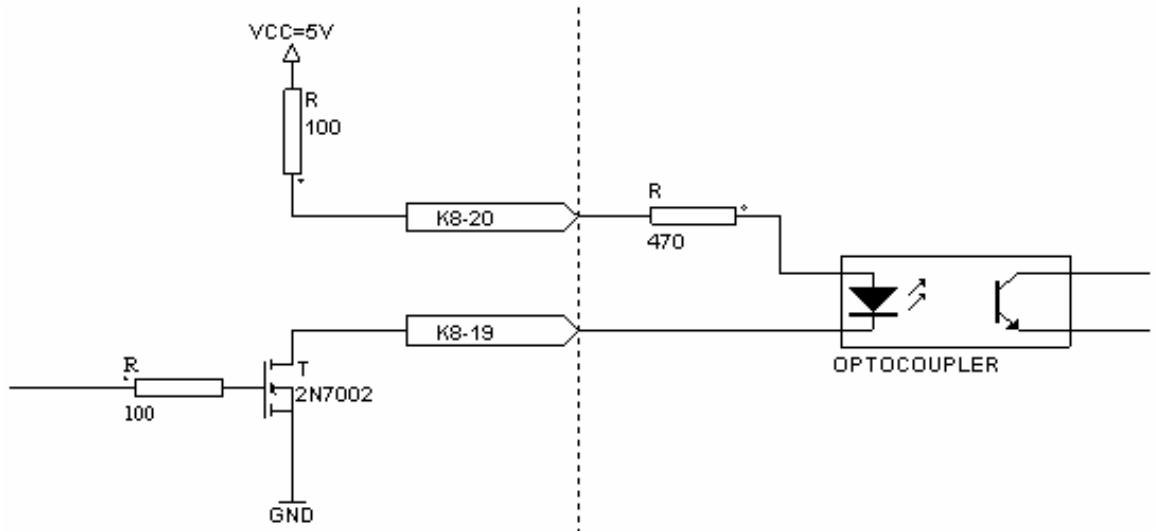 VCC=5V
R
100
K8-20
R
470
K8-19
R
100
T
2N7002
OPTOCOUPLER
GND